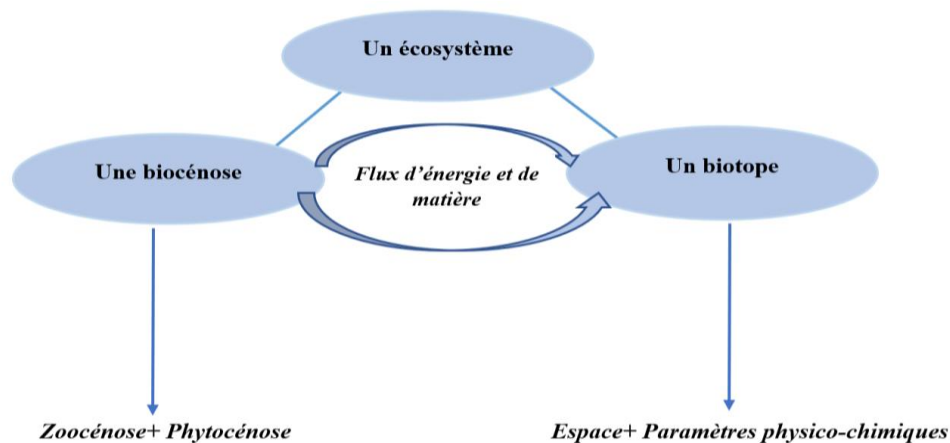 Un écosystème
Une biocénose
Flux d'énergie et de
matière
Un biotope
Zoocénose+ Phytocénose
Espace+ Paramètres physico-chimiques